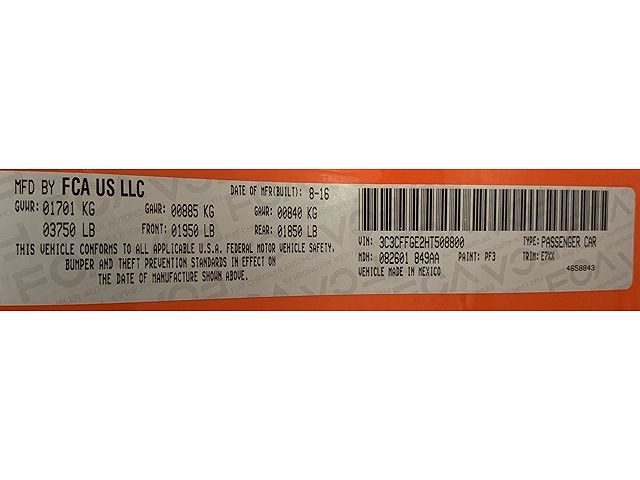 MFD BY FCA US LLC DATE OF MFR(BUILT): 8-16
GVWR: 01701 KG GAWR: 00885 KG GAWR: 00840 KG
03750 LB FRONT: 01950 LB REAR: 01850 LB
THIS VEHICLE CONFORMS TO ALL APPLICABLE U.S.A. FEDERAL MOTOR VEHICLE SAFETY,
BUMPER AND THEFT PREVENTION STANDARDS IN EFFECT ON
THE DATE OF MANUFACTURE SHOWN ABOVE.
VIN: 3C3CFFGE2HT508800 TYPE: PASSENGER CAR
MDH: 082601 849AA PAINT: PF3 TRIM: E7XX
VEHICLE MADE IN MEXICO 4658843